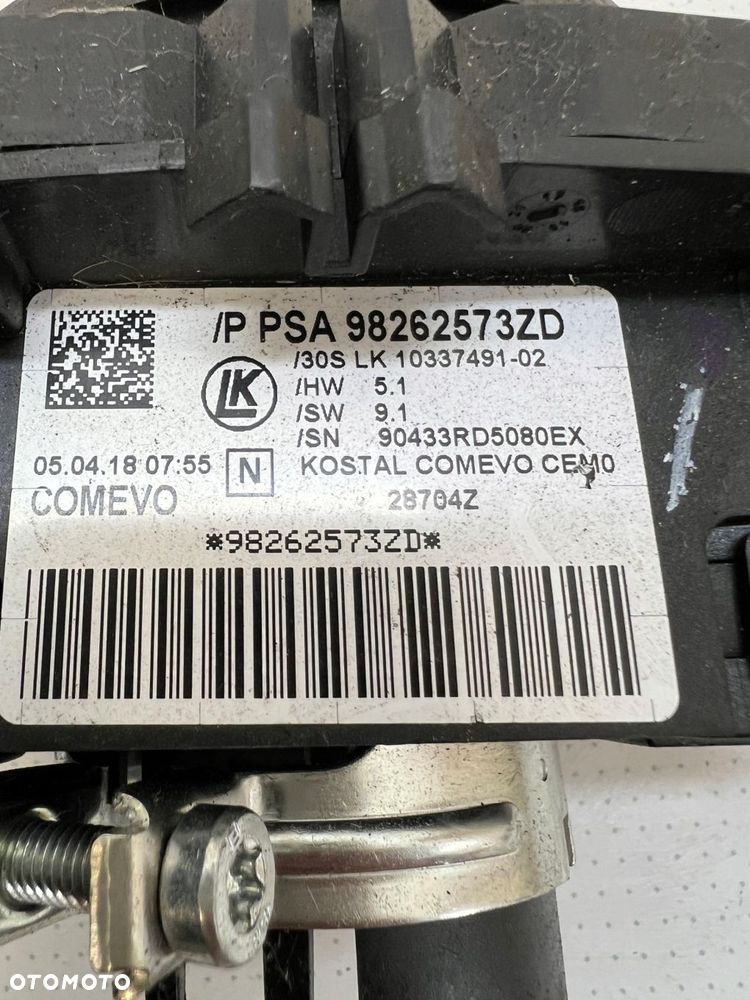 /P PSA 98262573ZD
/30S LK 10337491-02
LK
/HW 5.1
/SW 9.1
/SN 90433RD5080EX
05.04.18 07:55 N KOSTAL COMEVO CEM0
COMEVO 28704Z
*98262573ZD*
OTOMOTO